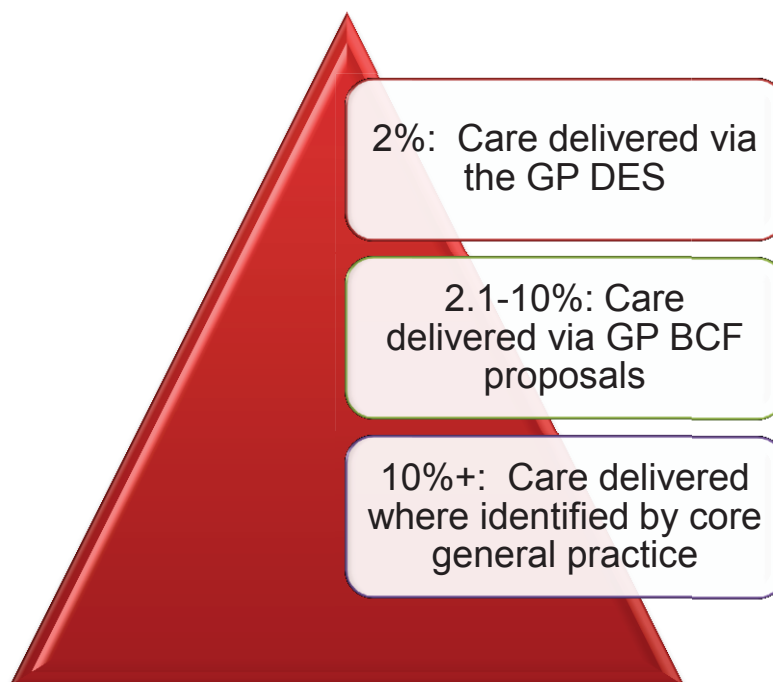 2%: Care delivered via
the GP DES
2.1-10%: Care
delivered via GP BCF
proposals
10%+: Care delivered
where identified by core
general practice